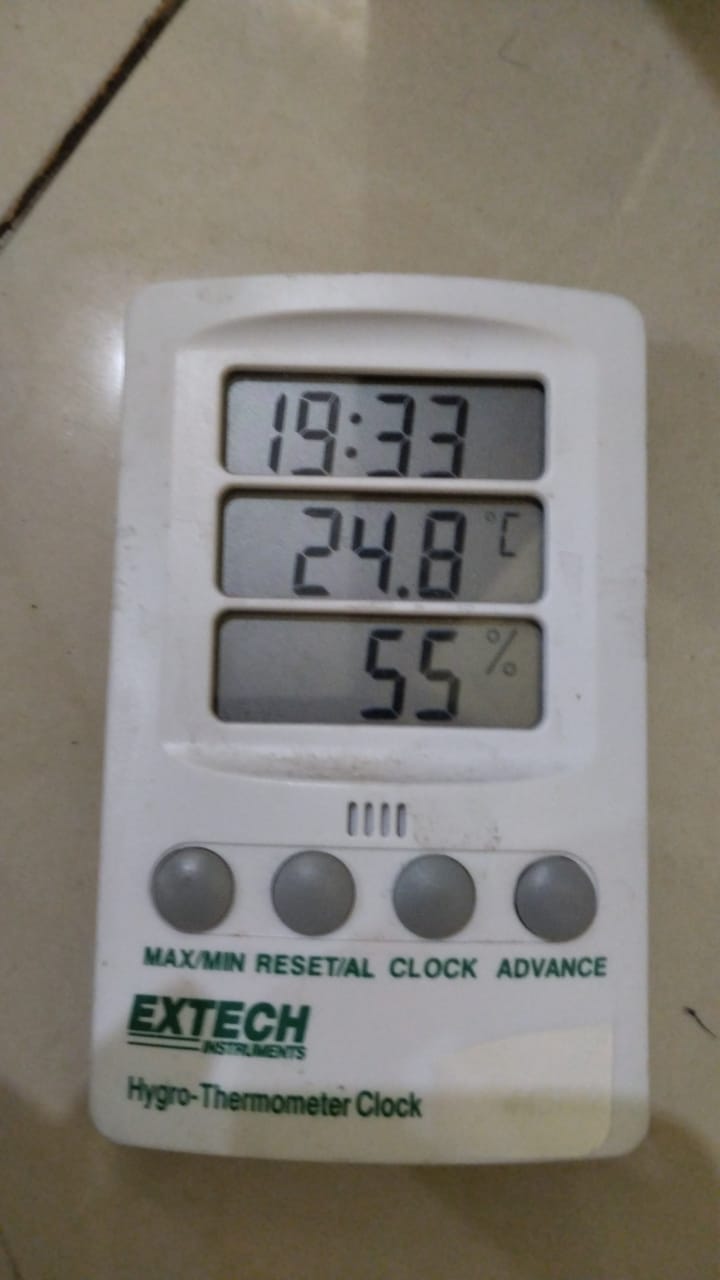 19:33
24.8 °C
55 %
MAX/MIN RESET/AL CLOCK ADVANCE
EXTECH
INSTRUMENTS
Hygro-Thermometer Clock